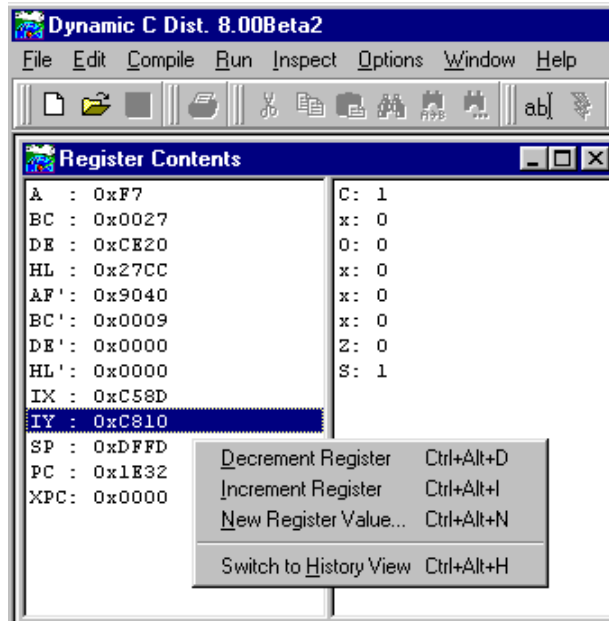 Dynamic C Dist. 8.00Beta2
File Edit Compile Run Inspect Options Window Help
ab
Register Contents
A : 0xF7
BC : 0x0027
DE : 0xCE20
HL : 0x27CC
AF': 0x9040
BC': 0x0009
DE': 0x0000
HL': 0x0000
IX : 0xC58D
IY : 0xC810
SP : 0xDFFD
PC : 0x1E32
XPC: 0x0000
C: 1
x: 0
O: 0
x: 0
x: 0
x: 0
Z: 0
S: 1
Decrement Register Ctrl+Alt+D
Increment Register Ctrl+Alt+I
New Register Value... Ctrl+Alt+N
Switch to History View Ctrl+Alt+H